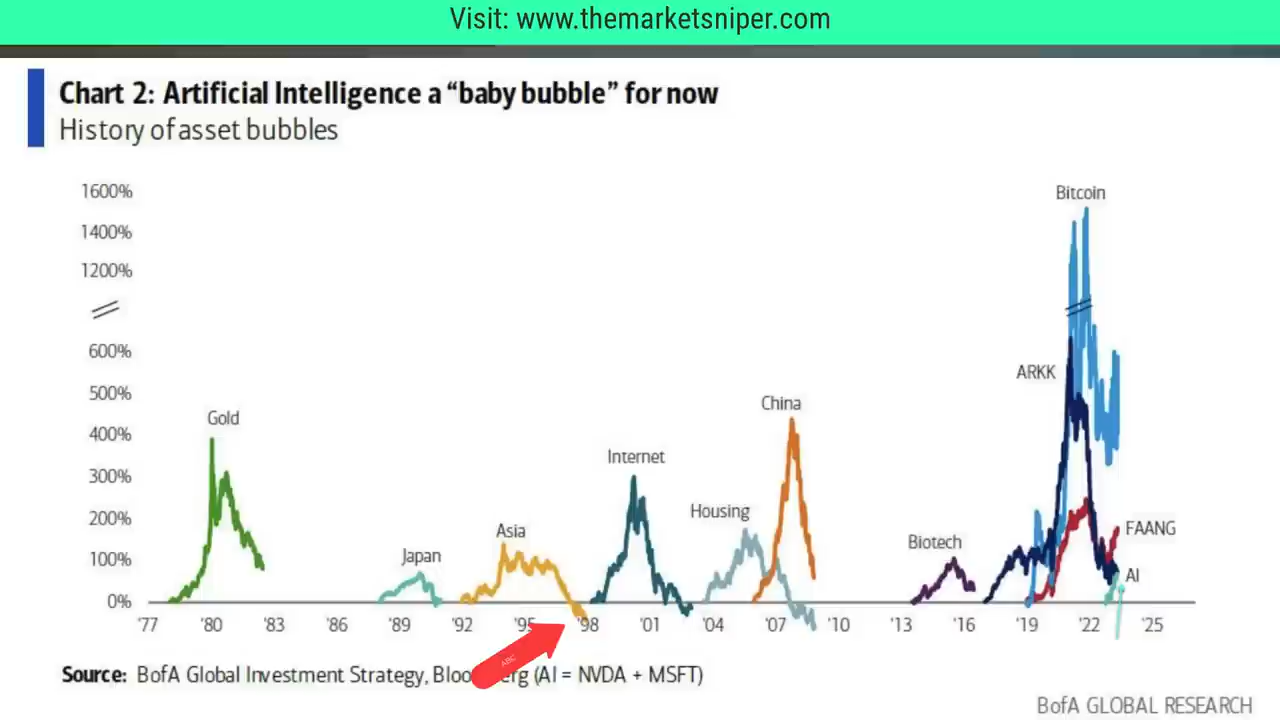 Visit: www.themarketsniper.com
Chart 2: Artificial Intelligence a “baby bubble” for now
History of asset bubbles
1600%
1400%
1200%
600%
500%
400%
300%
200%
100%
0%
Gold
Japan
Asia
Internet
Housing
China
Biotech
ARKK
Bitcoin
FAANG
AI
'77 '80 '83 '86 '89 '92 '95 '98 '01 '04 '07 '10 '13 '16 '19 '22 '25
ABC
Source: BofA Global Investment Strategy, Bloomberg (AI = NVDA + MSFT)
BofA GLOBAL RESEARCH